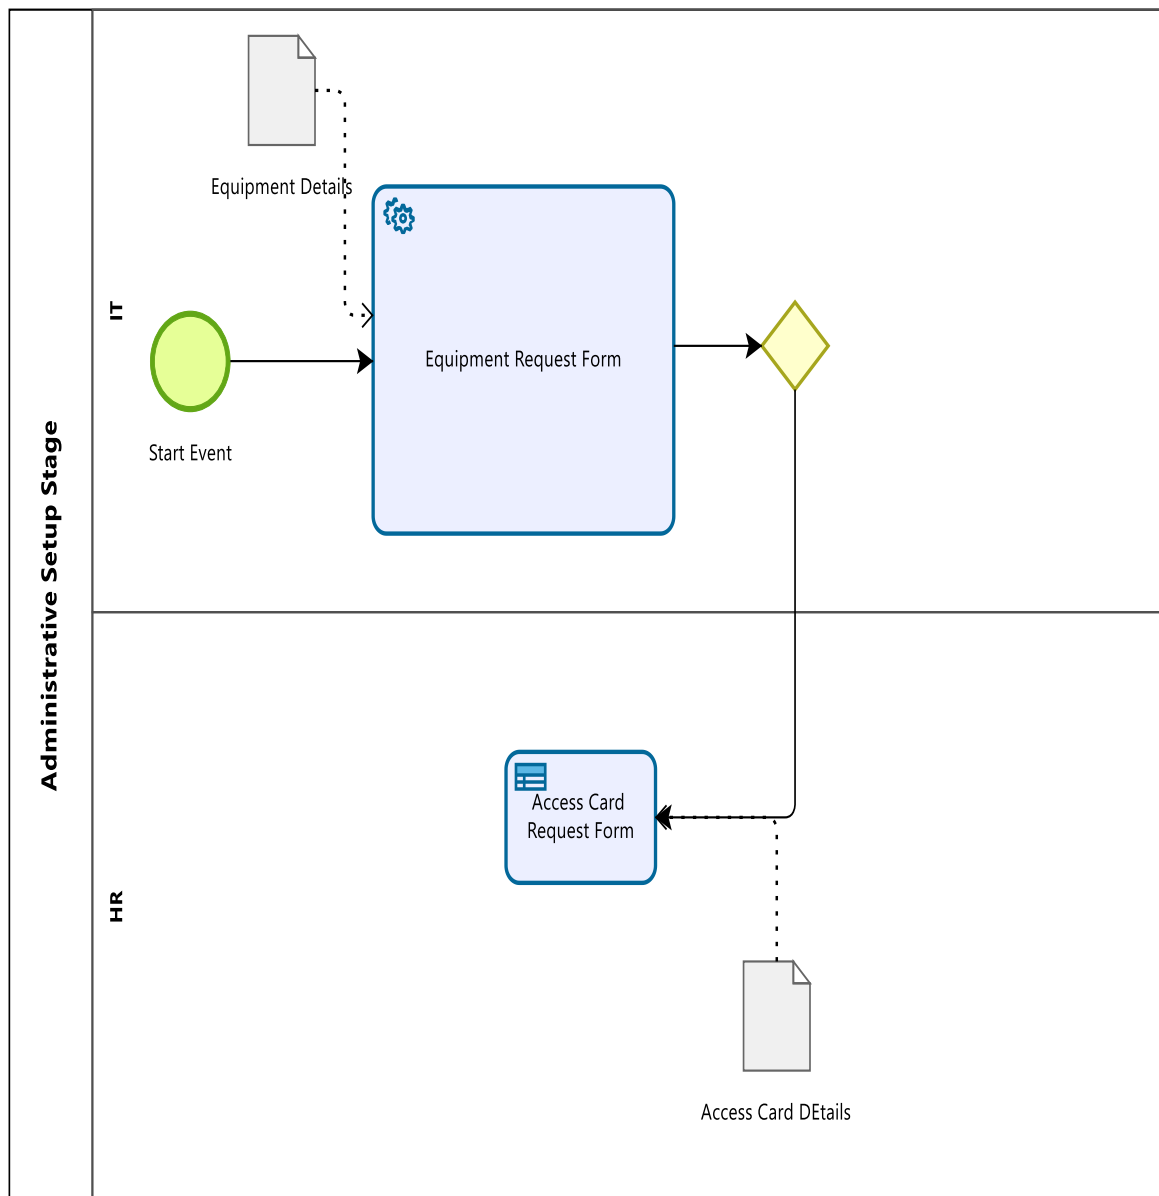 Administrative Setup Stage
IT
Equipment Details
Equipment Request Form
Start Event
HR
Access Card
Request Form
Access Card DEtails